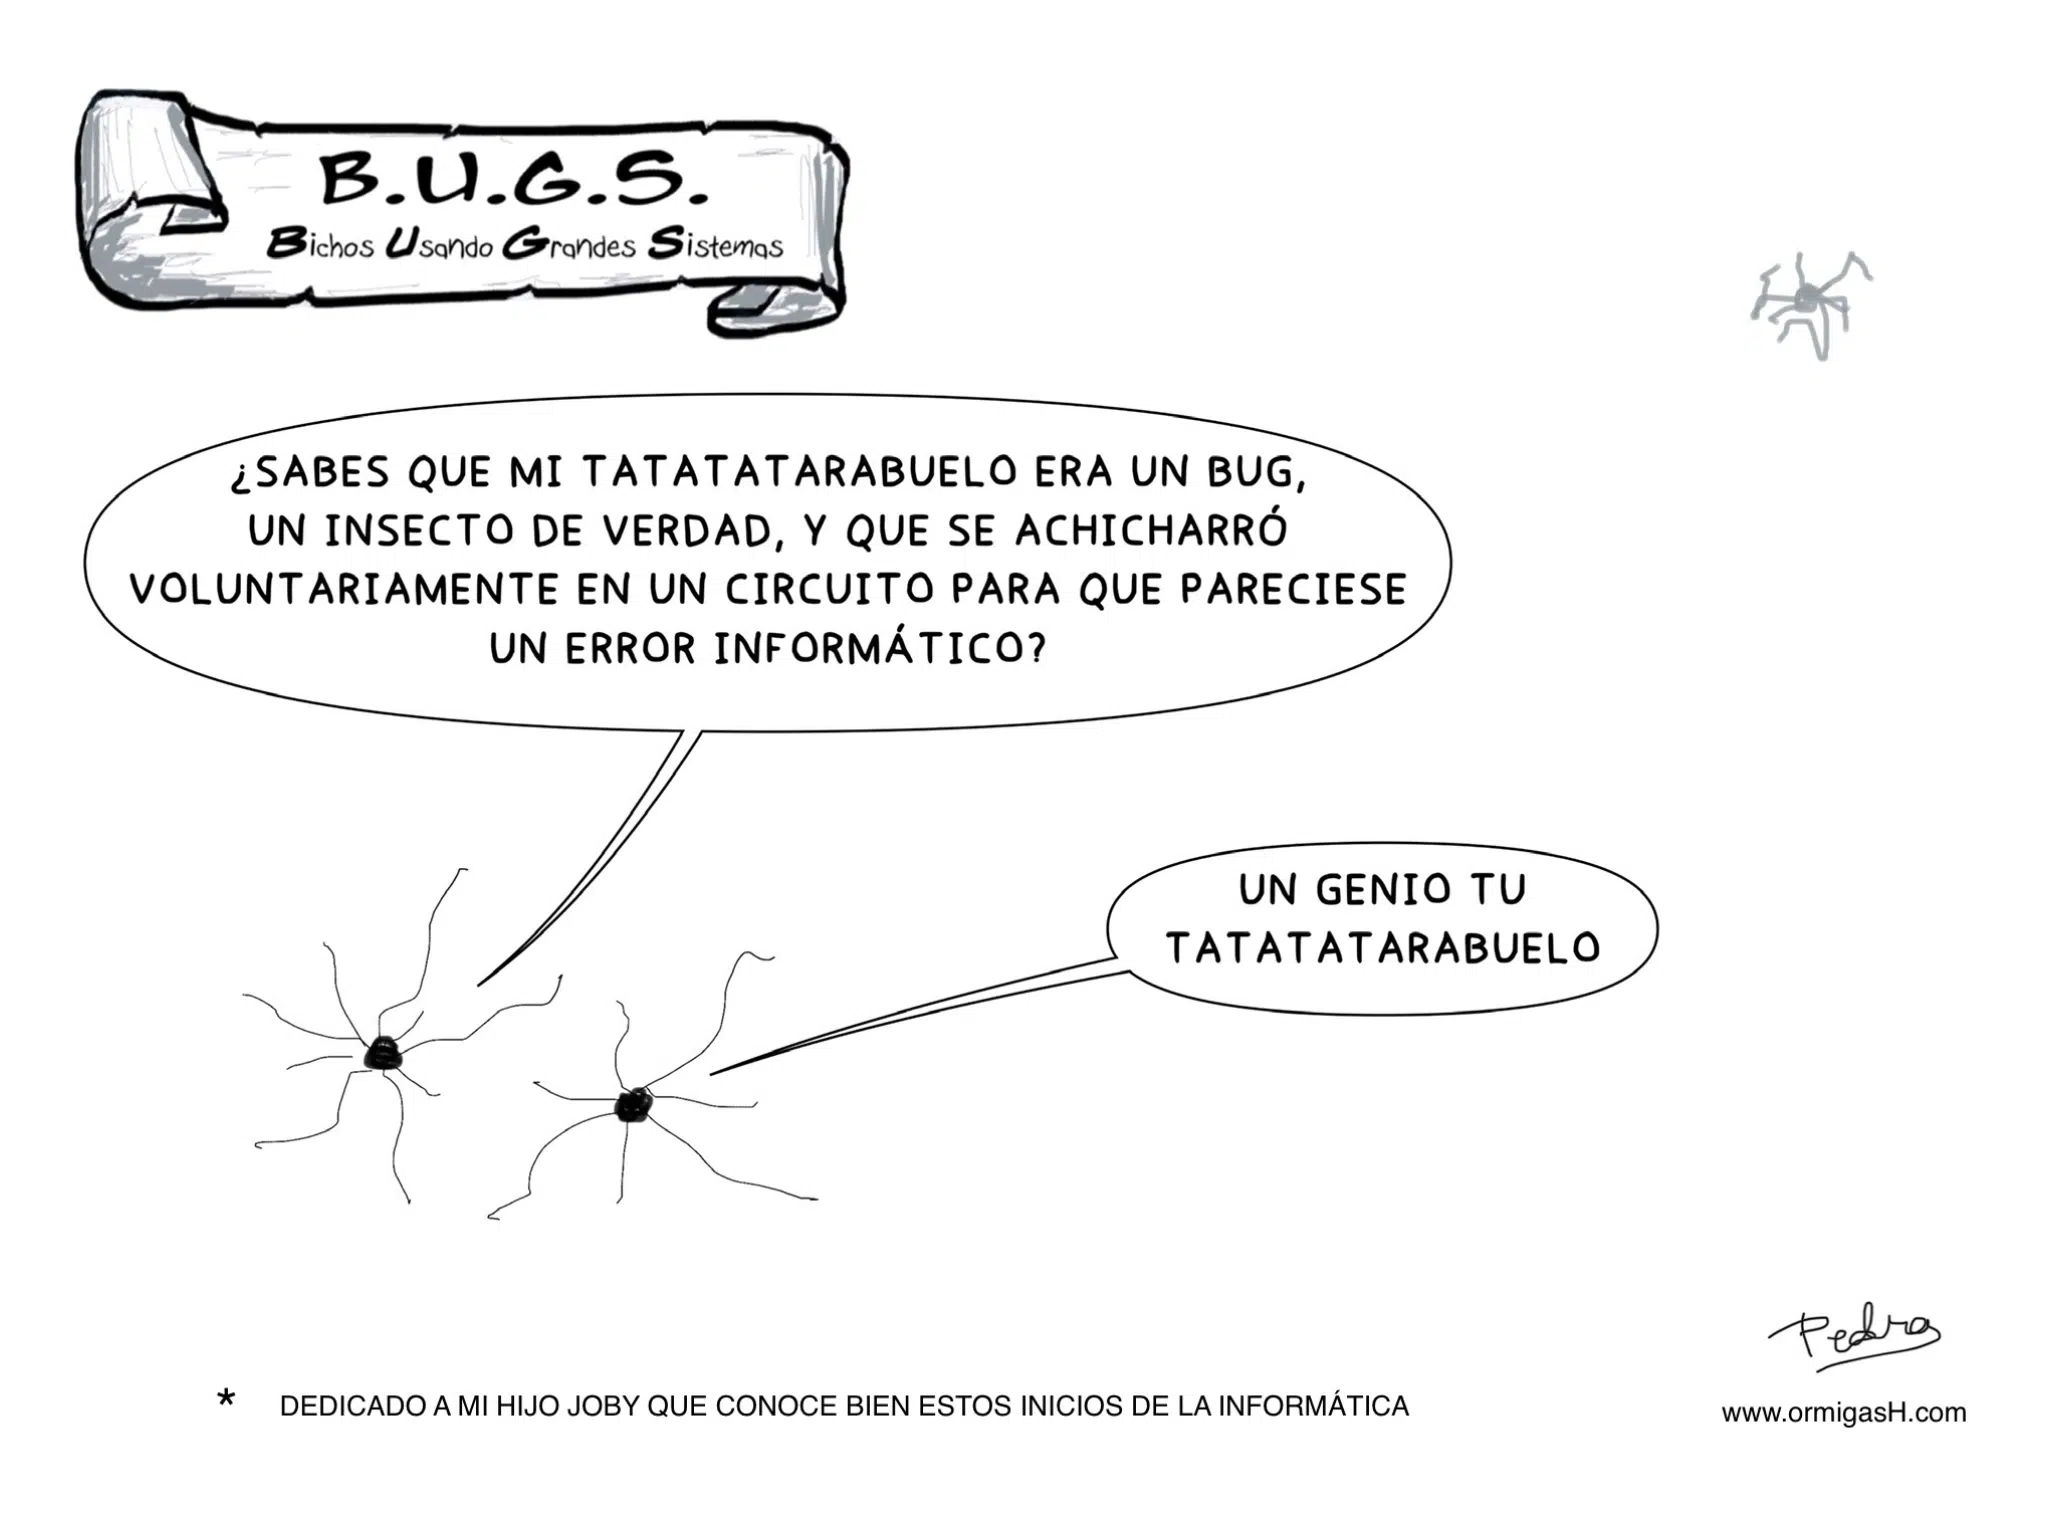 B.U.G.S.
Bichos Usando Grandes Sistemas
¿SABES QUE MI TATATATARABUELO ERA UN BUG,
UN INSECTO DE VERDAD, Y QUE SE ACHICHARRÓ
VOLUNTARIAMENTE EN UN CIRCUITO PARA QUE PARECIESE
UN ERROR INFORMÁTICO?
UN GENIO TU
TATATATARABUELO
Pedro
* DEDICADO A MI HIJO JOBY QUE CONOCE BIEN ESTOS INICIOS DE LA INFORMÁTICA
www.ormigasH.com